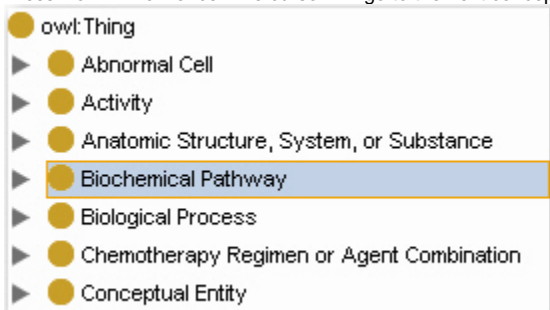 owl:Thing
Abnormal Cell
Activity
Anatomic Structure, System, or Substance
Biochemical Pathway
Biological Process
Chemotherapy Regimen or Agent Combination
Conceptual Entity